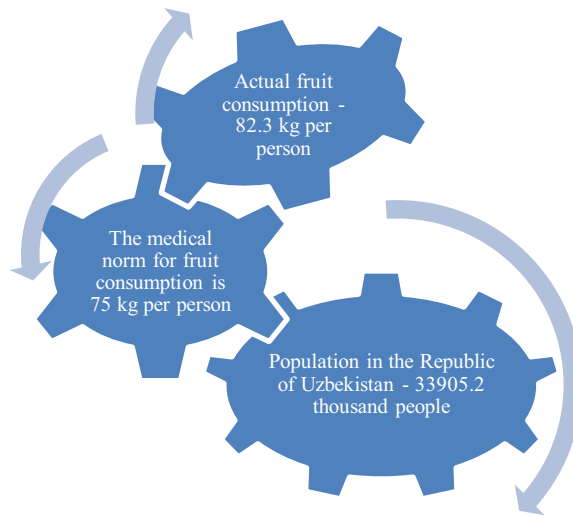 Actual fruit
consumption -
82.3 kg per
person
The medical
norm for fruit
consumption is
75 kg per person
Population in the Republic
of Uzbekistan - 33905.2
thousand people